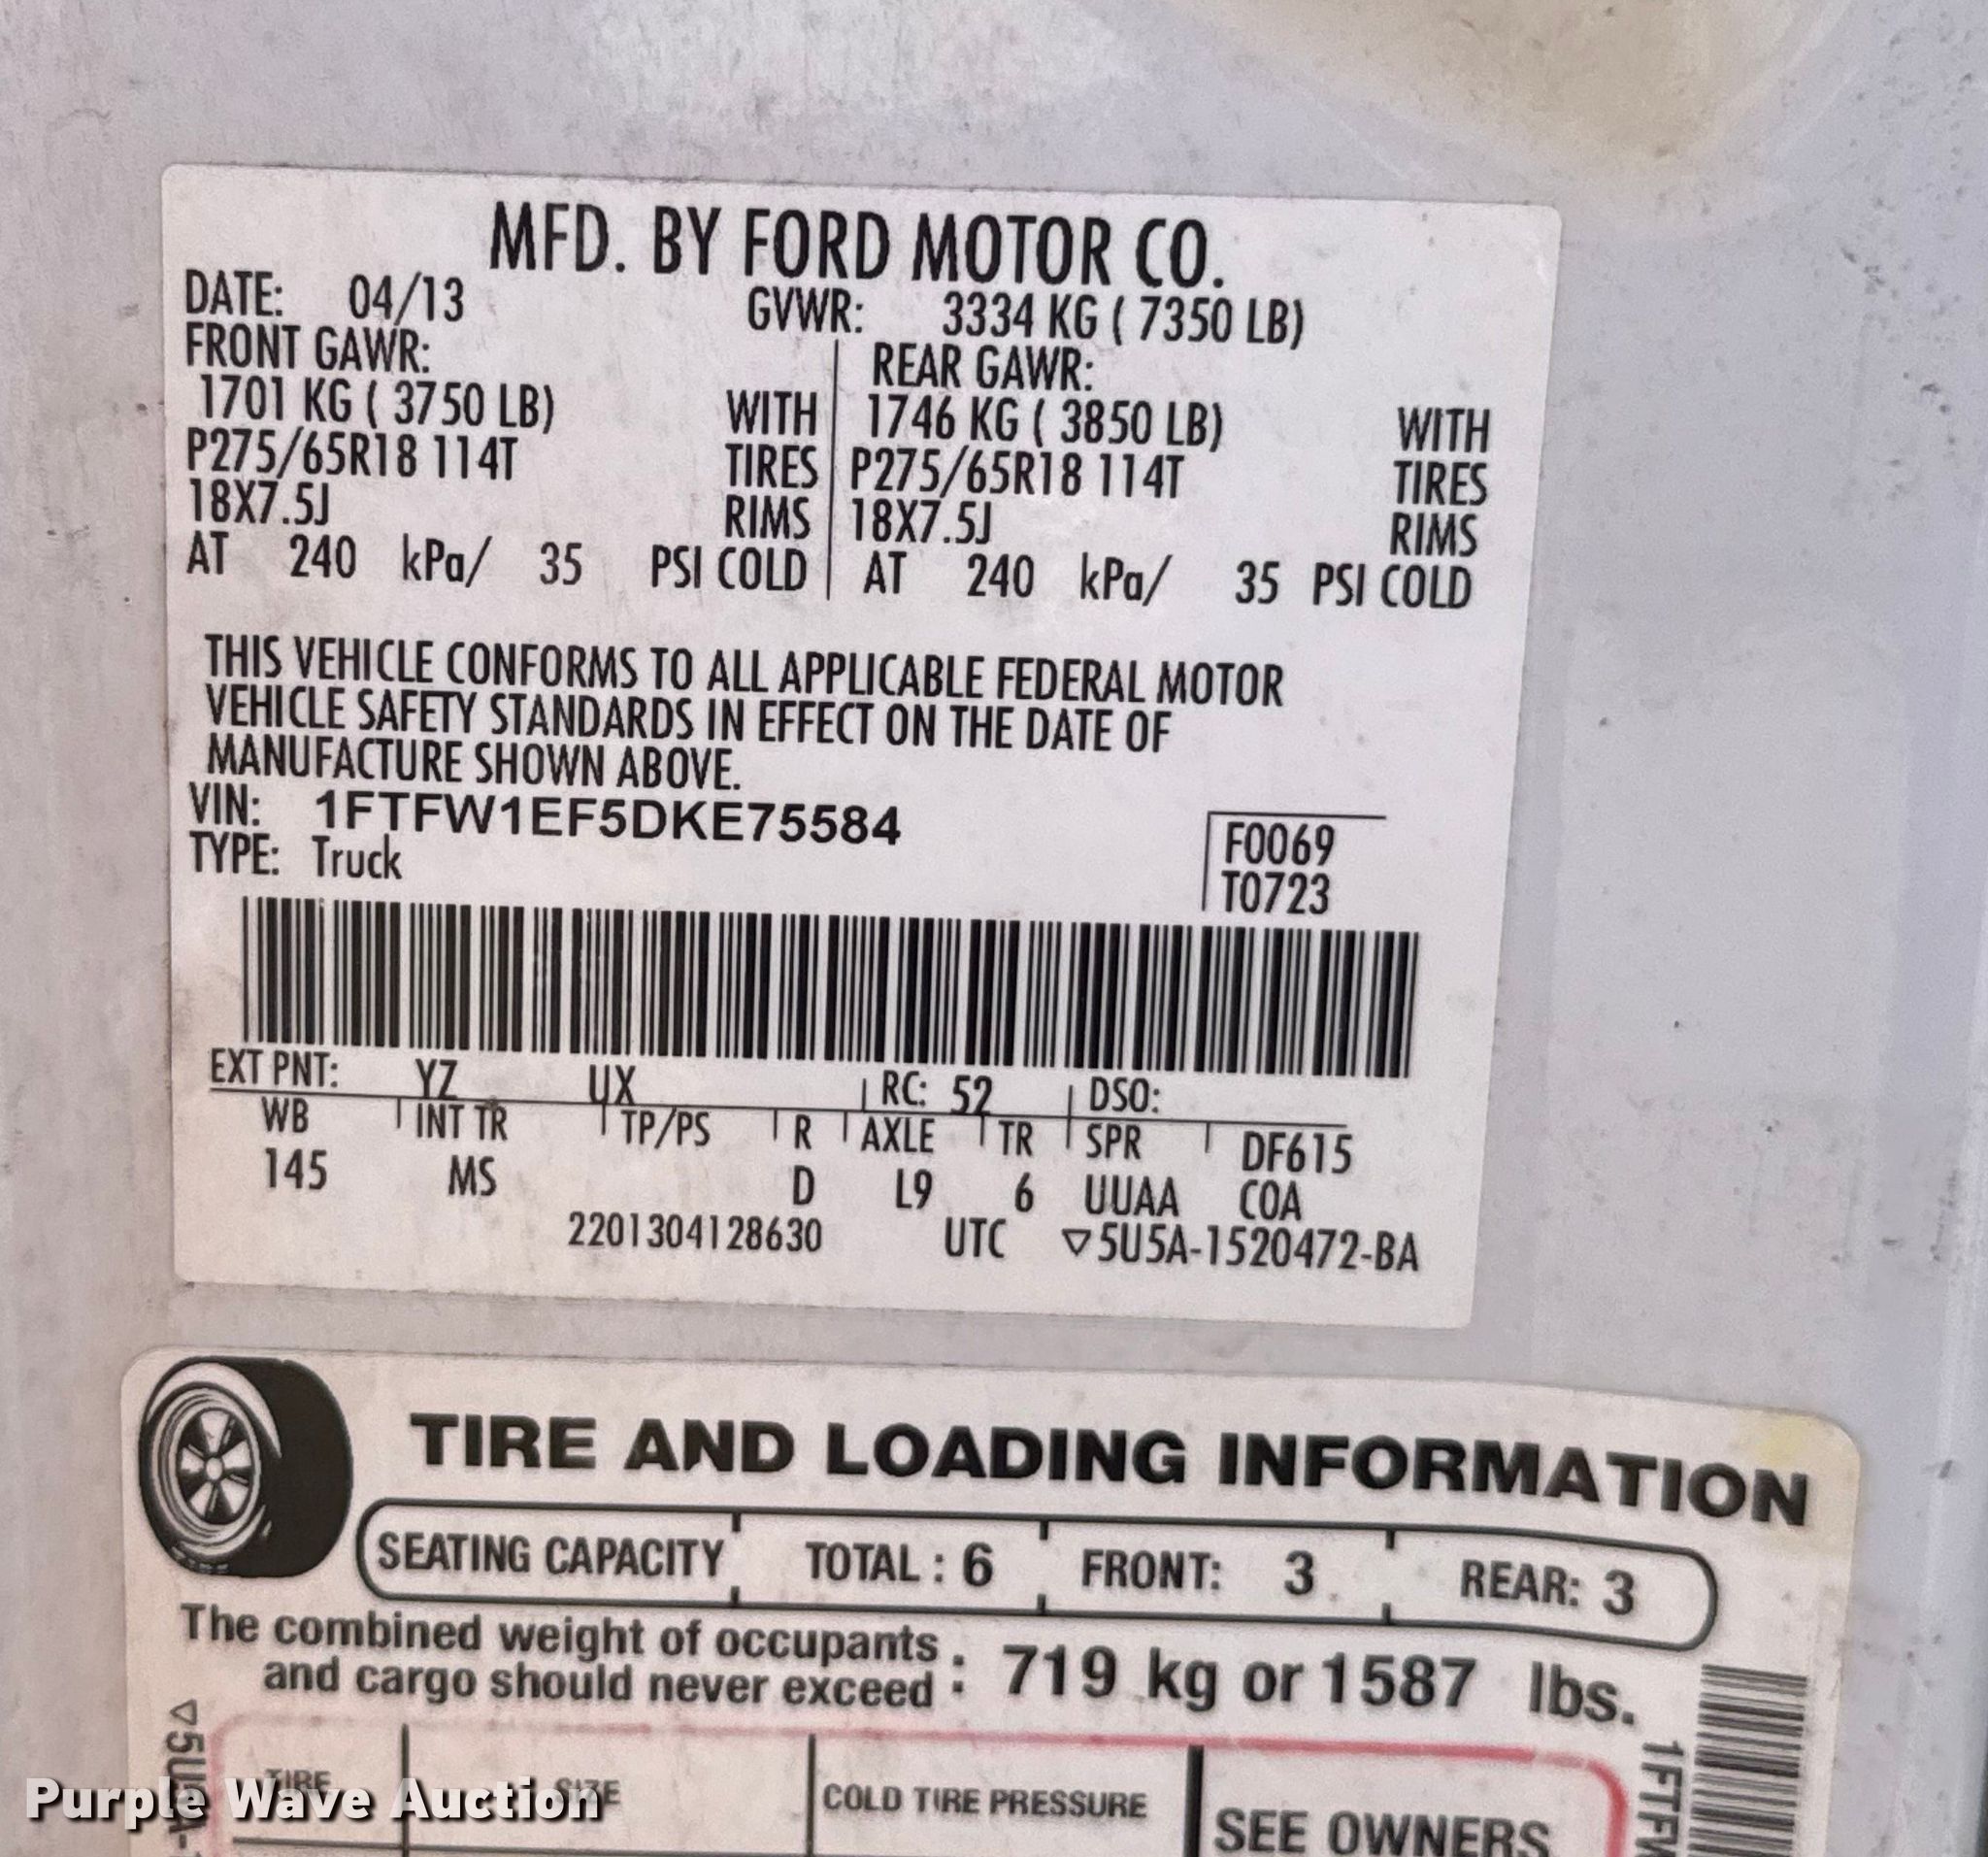 MFD. BY FORD MOTOR CO.
DATE: 04/13 GVWR: 3334 KG ( 7350 LB)
FRONT GAWR: REAR GAWR:
1701 KG ( 3750 LB) WITH 1746 KG ( 3850 LB) WITH
P275/65R18 114T TIRES P275/65R18 114T TIRES
18X7.5J RIMS 18X7.5J RIMS
AT 240 kPa/ 35 PSI COLD AT 240 kPa/ 35 PSI COLD
THIS VEHICLE CONFORMS TO ALL APPLICABLE FEDERAL MOTOR
VEHICLE SAFETY STANDARDS IN EFFECT ON THE DATE OF
MANUFACTURE SHOWN ABOVE.
VIN: 1FTFW1EF5DKE75584
TYPE: Truck
F0069
T0723
EXT PNT: YZ UX RC: 52 DSO:
WB INT TR TP/PS R AXLE TR SPR DF615
145 MS D L9 6 UUAA COA
2201304128630 UTC ▽5U5A-1520472-BA
TIRE AND LOADING INFORMATION
SEATING CAPACITY TOTAL : 6 FRONT: 3 REAR: 3
The combined weight of occupants
and cargo should never exceed : 719 kg or 1587 lbs.
TIRE SIZE COLD TIRE PRESSURE SEE OWNERS
Purple Wave Auction